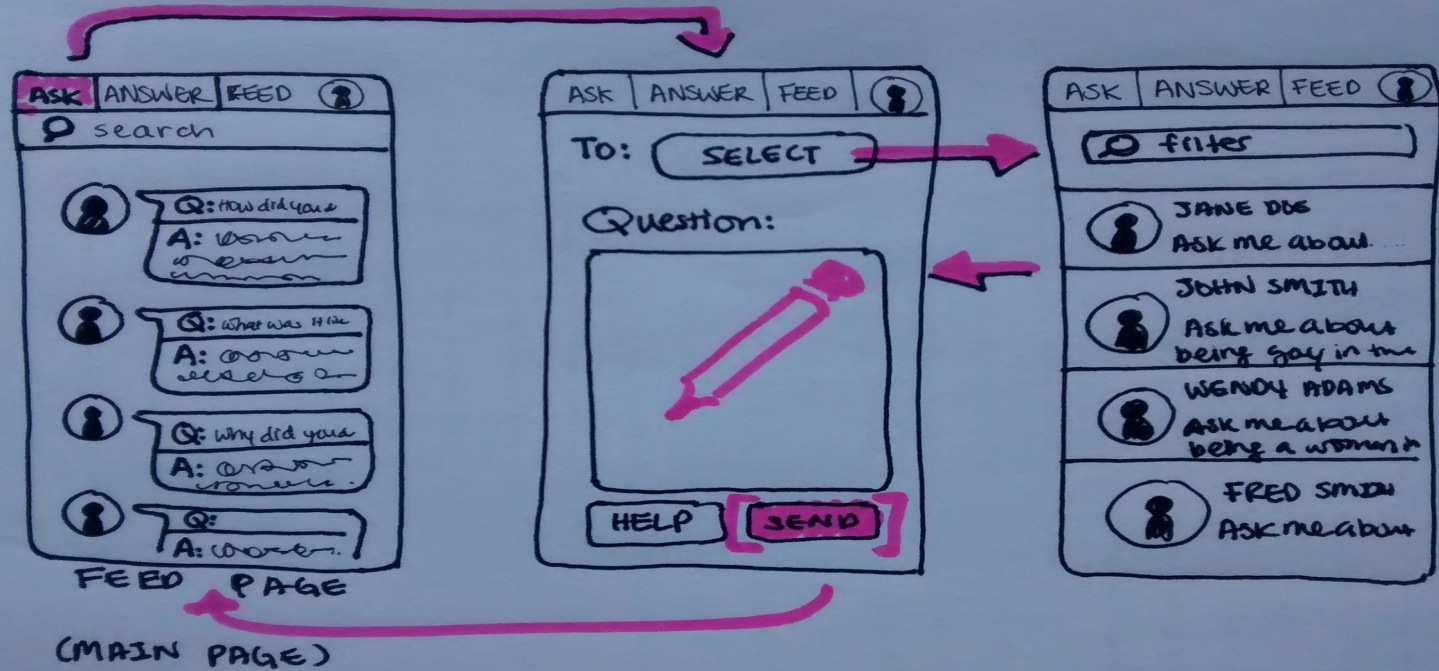 ASK ANSWER FEED
search
Q: How did you
A:
Q: What was it like
A:
Q: Why did you
A:
Q:
A:
FEED PAGE
(MAIN PAGE)
ASK ANSWER FEED
TO: SELECT
Question:
HELP SEND
ASK ANSWER FEED
filter
JANE DOE
Ask me about....
JOHN SMITH
Ask me about
being gay in the
WENDY ADAMS
Ask me about
being a woman in
FRED SMITH
Ask me about